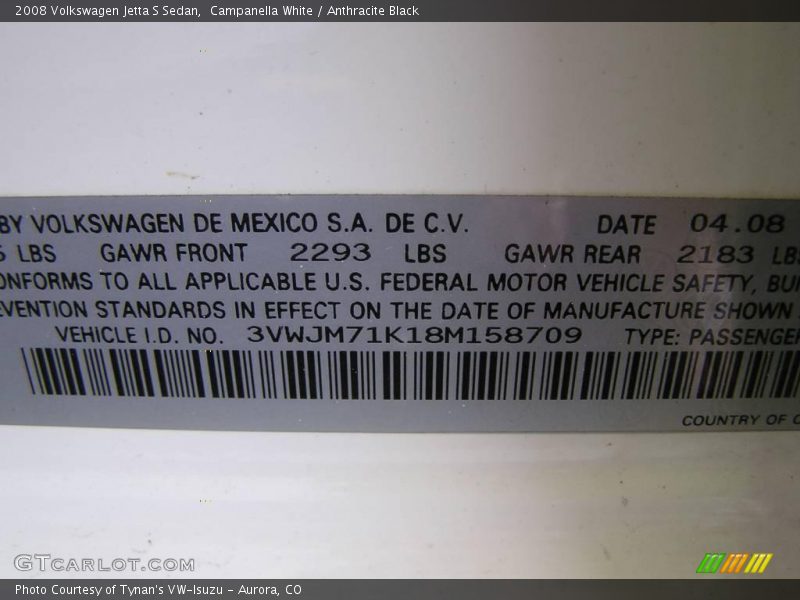 2008 Volkswagen Jetta S Sedan,  Campanella White / Anthracite Black
BY VOLKSWAGEN DE MEXICO S.A. DE C.V. DATE 04.08
LBS GAWR FRONT 2293 LBS GAWR REAR 2183 LBS
CONFORMS TO ALL APPLICABLE U.S. FEDERAL MOTOR VEHICLE SAFETY, BU
EVENTION STANDARDS IN EFFECT ON THE DATE OF MANUFACTURE SHOWN
VEHICLE I.D. NO. 3VWJM71K18M158709 TYPE: PASSENGER
COUNTRY OF
GTCARLOT.COM
Photo Courtesy of Tynan's VW-Isuzu - Aurora, CO